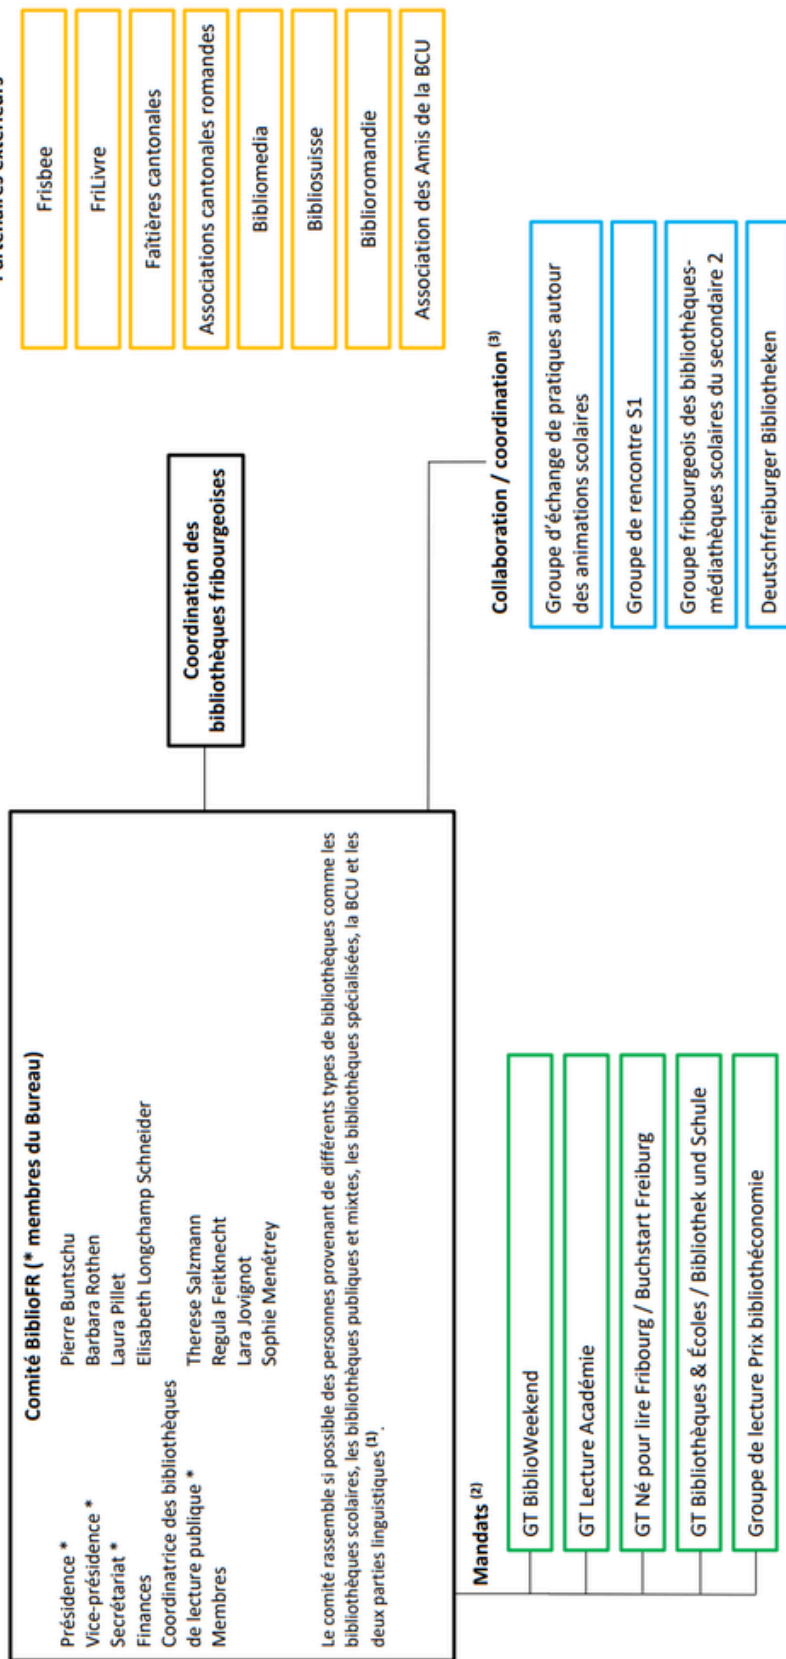 Comité BiblioFR (* membres du Bureau)
Présidence * Pierre Buntschu
Vice-présidence * Barbara Rothen
Secrétariat * Laura Pillet
Finances Elisabeth Longchamp Schneider
Coordinatrice des bibliothèques
de lecture publique * Therese Salzmann
Membres Regula Feitknecht
Lara Jovignot
Sophie Menétrey
Le comité rassemble si possible des personnes provenant de différents types de bibliothèques comme les
bibliothèques scolaires, les bibliothèques publiques et mixtes, les bibliothèques spécialisées, la BCU et les
deux parties linguistiques (1).
Coordination des
bibliothèques fribourgeoises
Partenaires extérieurs
Frisbee
FriLivre
Faîtières cantonales
Associations cantonales romandes
Bibliomedia
Bibliosuisse
Biblioromandie
Association des Amis de la BCU
Mandats (2)
GT BiblioWeekend
GT Lecture Académie
GT Né pour lire Fribourg / Buchstart Freiburg
GT Bibliothèques & Écoles / Bibliothek und Schule
Groupe de lecture Prix bibliothéconomie
Collaboration / coordination (3)
Groupe d'échange de pratiques autour
des animations scolaires
Groupe de rencontre S1
Groupe fribourgeois des bibliothèques-
médiathèques scolaires du secondaire 2
Deutschfreiburger Bibliotheken